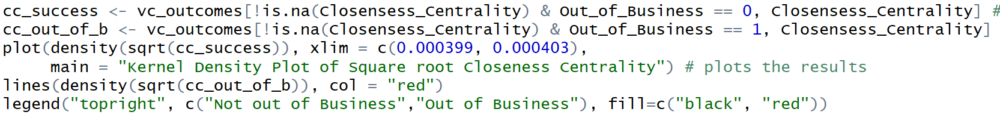 cc_success <- vc_outcomes[!is.na(Closensess_Centrality) & Out_of_Business == 0, Closensess_Centrality] #
cc_out_of_b <- vc_outcomes[!is.na(Closensess_Centrality) & Out_of_Business == 1, Closensess_Centrality]
plot(density(sqrt(cc_success)), xlim = c(0.000399, 0.000403),
     main = "Kernel Density Plot of Square root Closeness Centrality") # plots the results
lines(density(sqrt(cc_out_of_b)), col = "red")
legend("topright", c("Not out of Business","Out of Business"), fill=c("black", "red"))